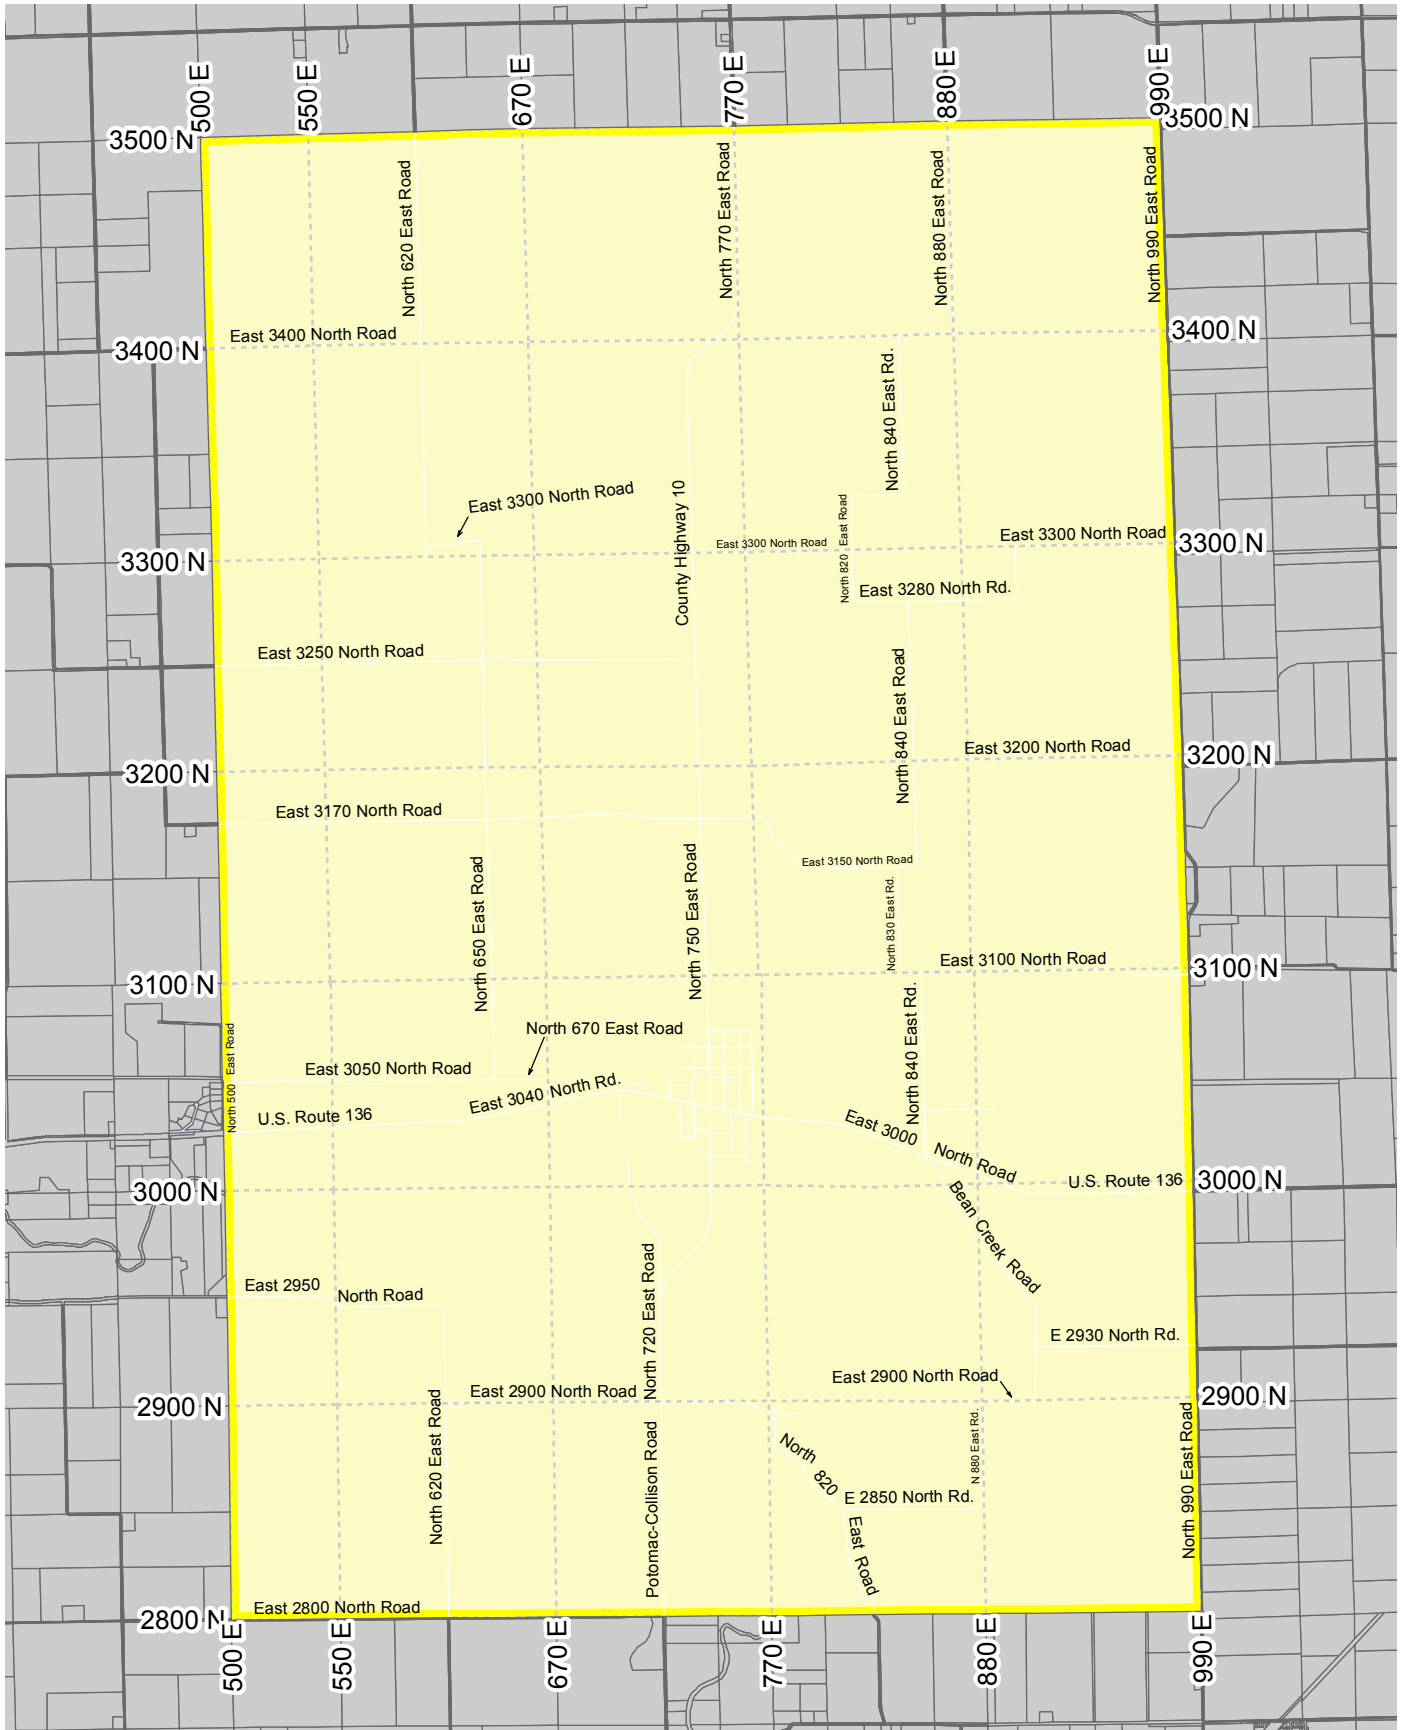 500 E
550 E
670 E
770 E
880 E
990 E
3500 N
3500 N
North 620 East Road
North 770 East Road
North 880 East Road
North 990 East Road
East 3400 North Road
3400 N
3400 N
North 840 East Rd.
East 3300 North Road
County Highway 10
North 820 East Road
East 3300 North Road
East 3300 North Road
3300 N
3300 N
East 3280 North Rd.
East 3250 North Road
North 840 East Road
East 3200 North Road
3200 N
3200 N
East 3170 North Road
East 3150 North Road
North 650 East Road
North 750 East Road
North 830 East Rd.
East 3100 North Road
3100 N
3100 N
North 840 East Rd.
North 670 East Road
North 500 East Road
East 3050 North Road
East 3040 North Rd.
U.S. Route 136
East 3000
North Road
U.S. Route 136
3000 N
3000 N
Bean Creek Road
East 2950
North Road
North 720 East Road
E 2930 North Rd.
East 2900 North Road
East 2900 North Road
2900 N
2900 N
North 620 East Road
Potomac-Collison Road
N 880 East Rd.
North 990 East Road
North 820
East Road
E 2850 North Rd.
East 2800 North Road
2800 N
500 E
550 E
670 E
770 E
880 E
990 E